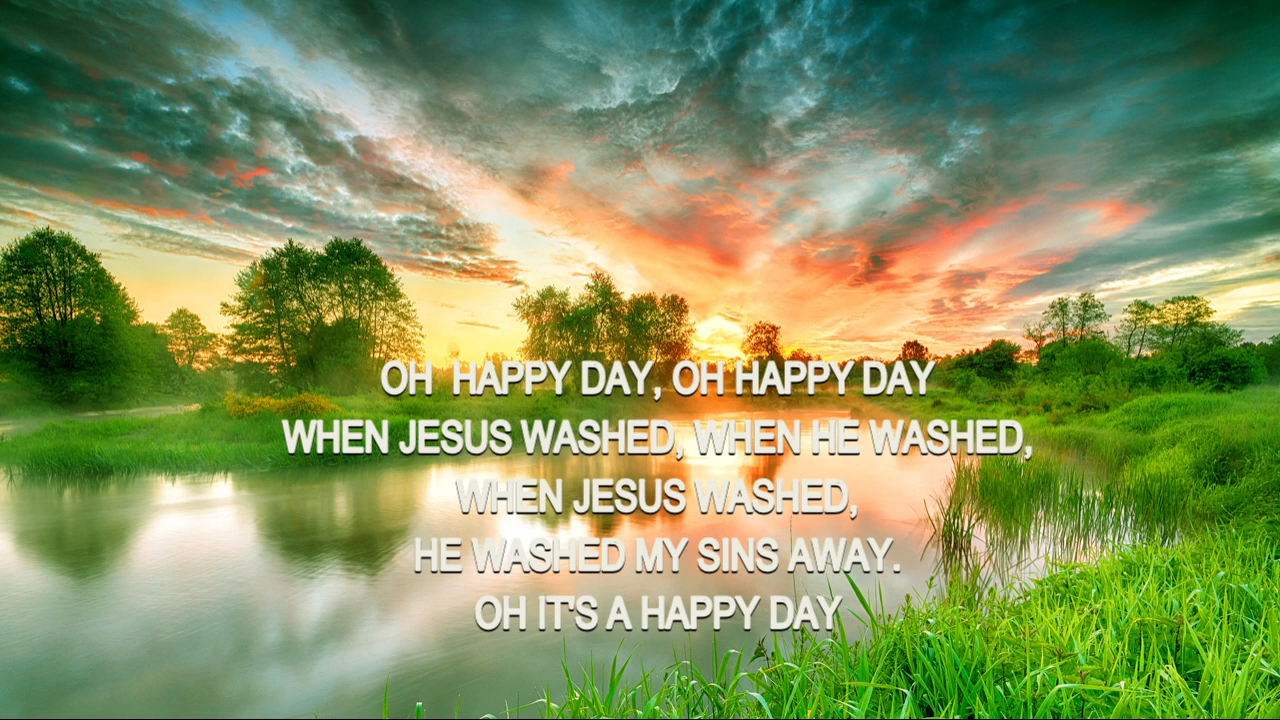 OH  HAPPY DAY, OH HAPPY DAY
WHEN JESUS WASHED, WHEN HE WASHED,
WHEN JESUS WASHED,
HE WASHED MY SINS AWAY.
OH IT'S A HAPPY DAY